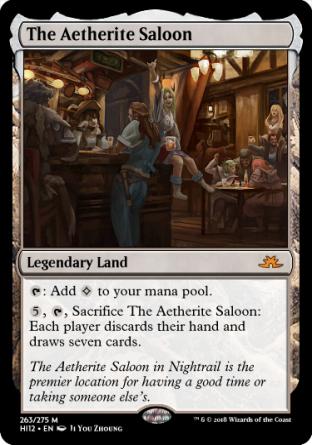 The Aetherite Saloon
Legendary Land
: Add to your mana pool.
5, , Sacrifice The Aetherite Saloon:
Each player discards their hand and
draws seven cards.
The Aetherite Saloon in Nightrail is the
premier location for having a good time or
taking someone else's.
263/275 M
HI12 • EN Ji You Zhoung
™ & © 2018 Wizards of the Coast